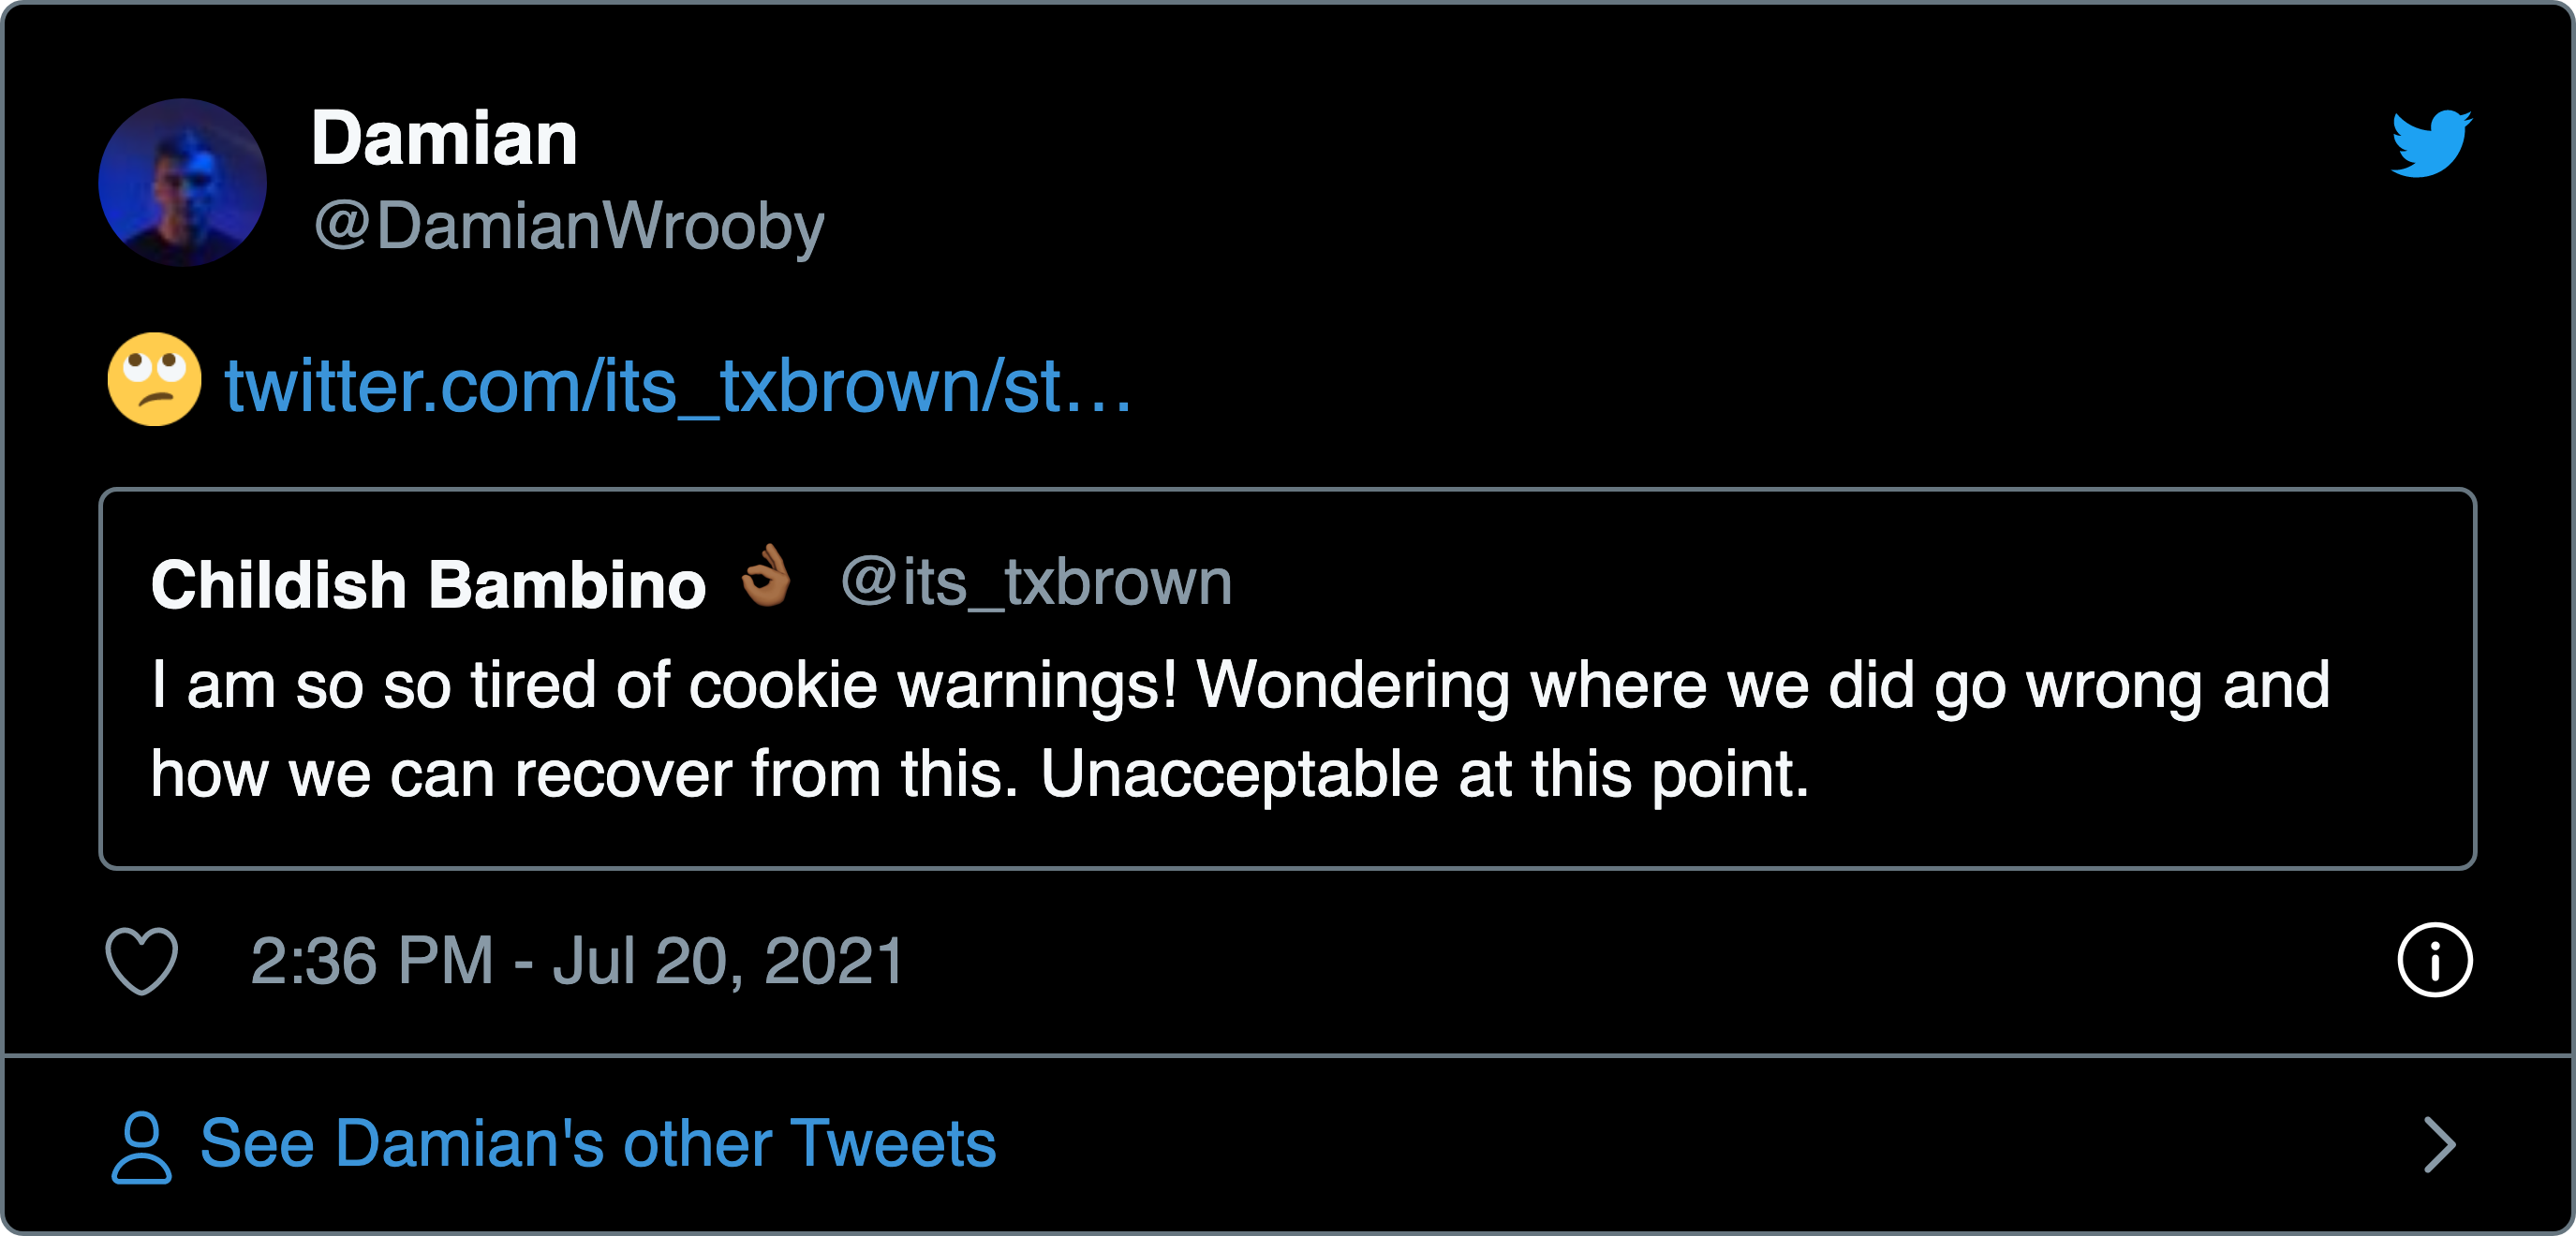 Damian
@DamianWrooby
🙄 twitter.com/its_txbrown/st…
Childish Bambino 👌🏾 @its_txbrown
I am so so tired of cookie warnings! Wondering where we did go wrong and
how we can recover from this. Unacceptable at this point.
2:36 PM - Jul 20, 2021
See Damian's other Tweets